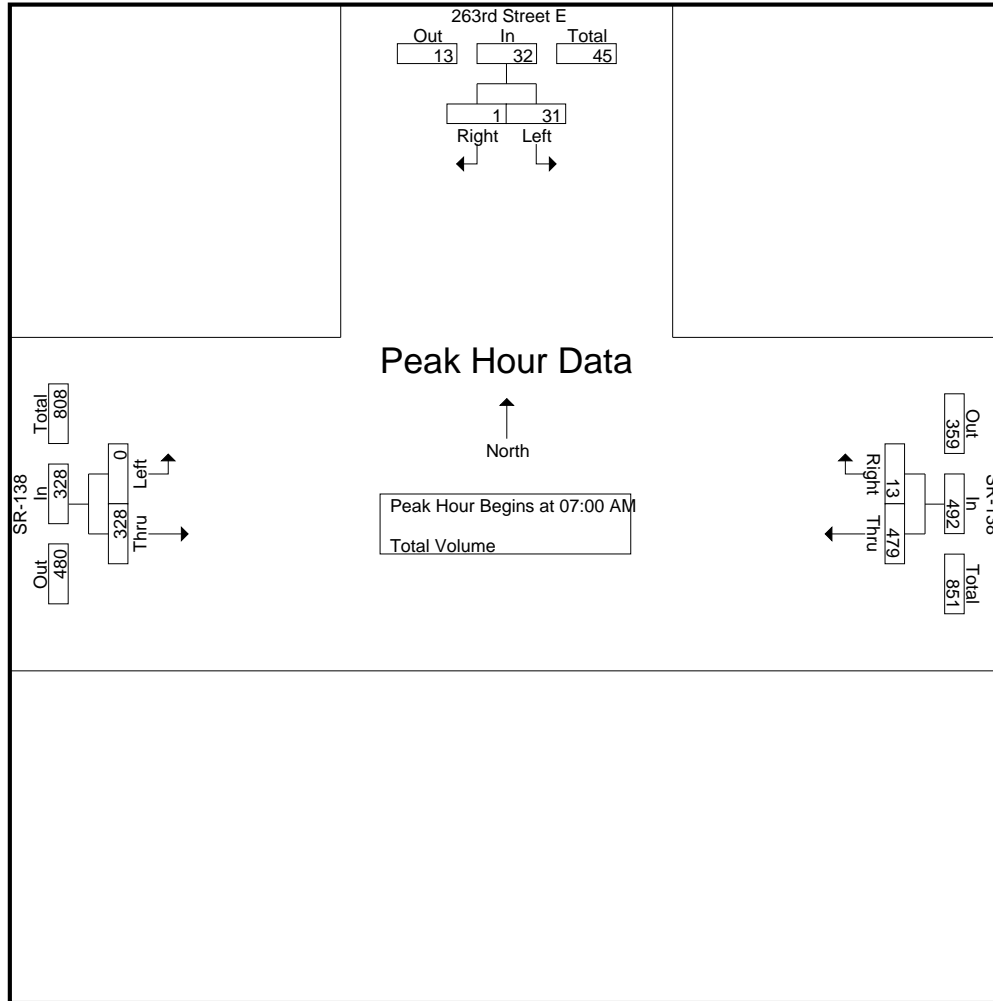 263rd Street E
Out In Total
13 32 45
1 31
Right Left
Peak Hour Data
North
Peak Hour Begins at 07:00 AM
Total Volume
SR-138
Total In Out
808 328 480
0 328
Left Thru
SR-138
Out In Total
359 492 851
Right Thru
13 479